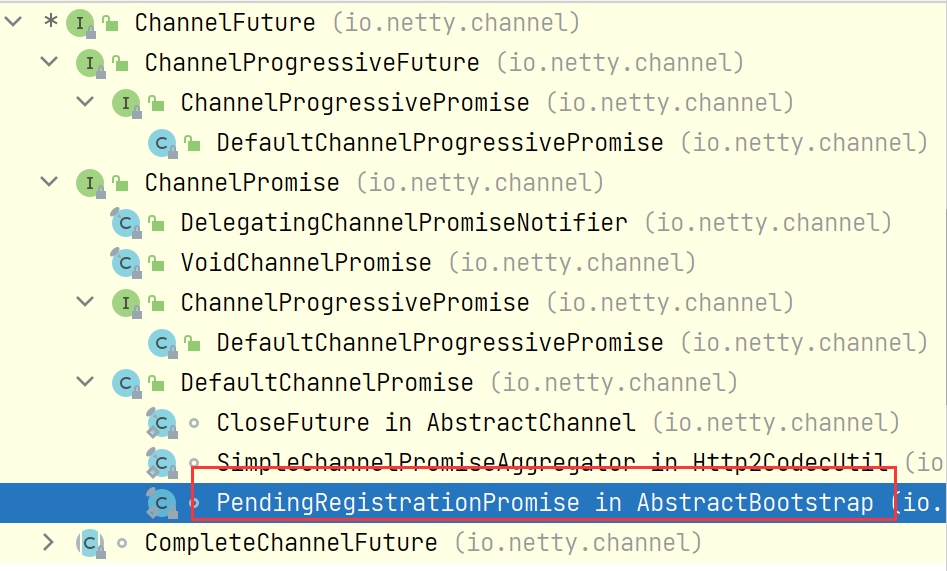 * ChannelFuture (io.netty.channel)
ChannelProgressiveFuture (io.netty.channel)
ChannelProgressivePromise (io.netty.channel)
DefaultChannelProgressivePromise (io.netty.channel)
ChannelPromise (io.netty.channel)
DelegatingChannelPromiseNotifier (io.netty.channel)
VoidChannelPromise (io.netty.channel)
ChannelProgressivePromise (io.netty.channel)
DefaultChannelProgressivePromise (io.netty.channel)
DefaultChannelPromise (io.netty.channel)
CloseFuture in AbstractChannel (io.netty.channel)
SimpleChannelPromiseAggregator in Http2CodecUtil (io
PendingRegistrationPromise in AbstractBootstrap (io.
CompleteChannelFuture (io.netty.channel)